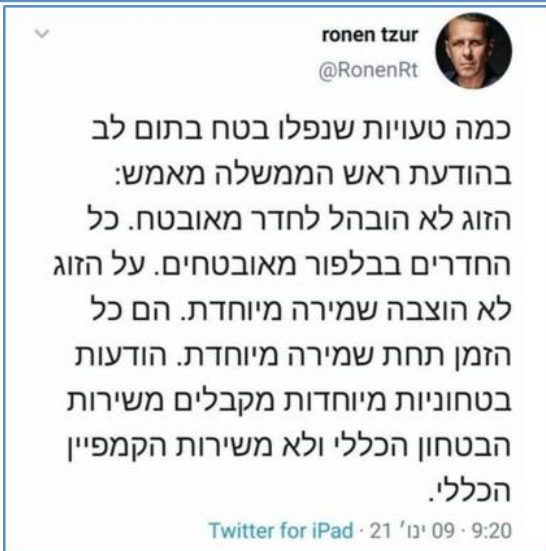 ronen tzur
@RonenRt
כמה טעויות שנפלו בטח בתום לב
בהודעת ראש הממשלה מאמש:
הזוג לא הובהל לחדר מאובטח. כל
החדרים בבלפור מאובטחים. על הזוג
לא הוצבה שמירה מיוחדת. הם כל
הזמן תחת שמירה מיוחדת. הודעות
בטחוניות מיוחדות מקבלים משירות
הבטחון הכללי ולא משירות הקמפיין
הכללי.
9:20 · 09 ינו׳ 21 · Twitter for iPad